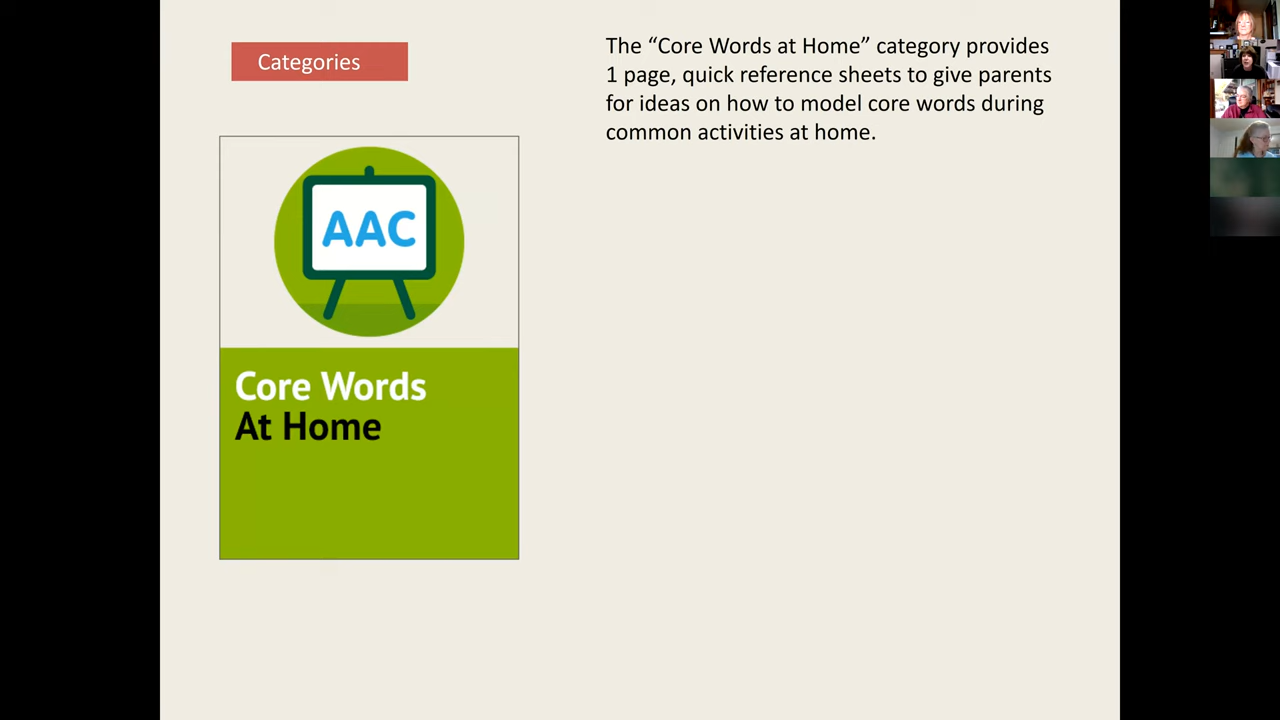 Categories
The “Core Words at Home” category provides
1 page, quick reference sheets to give parents
for ideas on how to model core words during
common activities at home.
AAC
Core Words
At Home